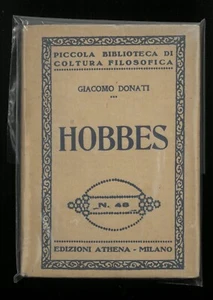 PICCOLA BIBLIOTECA DI
COLTURA FILOSOFICA
GIACOMO DONATI
HOBBES
N. 48
EDIZIONI ATHENA - MILANO